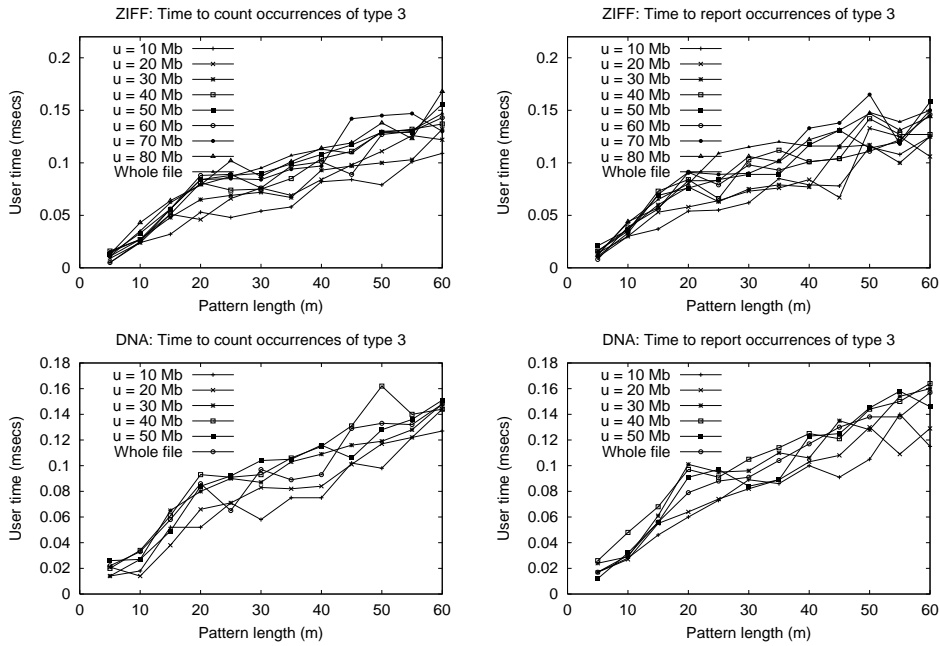 ZIFF: Time to count occurrences of type 3
User time (msecs)
0.2
0.15
0.1
0.05
0
u = 10 Mb
u = 20 Mb
u = 30 Mb
u = 40 Mb
u = 50 Mb
u = 60 Mb
u = 70 Mb
u = 80 Mb
Whole file
0 10 20 30 40 50 60
Pattern length (m)
ZIFF: Time to report occurrences of type 3
User time (msecs)
0.2
0.15
0.1
0.05
0
u = 10 Mb
u = 20 Mb
u = 30 Mb
u = 40 Mb
u = 50 Mb
u = 60 Mb
u = 70 Mb
u = 80 Mb
Whole file
0 10 20 30 40 50 60
Pattern length (m)
DNA: Time to count occurrences of type 3
User time (msecs)
0.18
0.16
0.14
0.12
0.1
0.08
0.06
0.04
0.02
0
u = 10 Mb
u = 20 Mb
u = 30 Mb
u = 40 Mb
u = 50 Mb
Whole file
0 10 20 30 40 50 60
Pattern length (m)
DNA: Time to report occurrences of type 3
User time (msecs)
0.18
0.16
0.14
0.12
0.1
0.08
0.06
0.04
0.02
0
u = 10 Mb
u = 20 Mb
u = 30 Mb
u = 40 Mb
u = 50 Mb
Whole file
0 10 20 30 40 50 60
Pattern length (m)